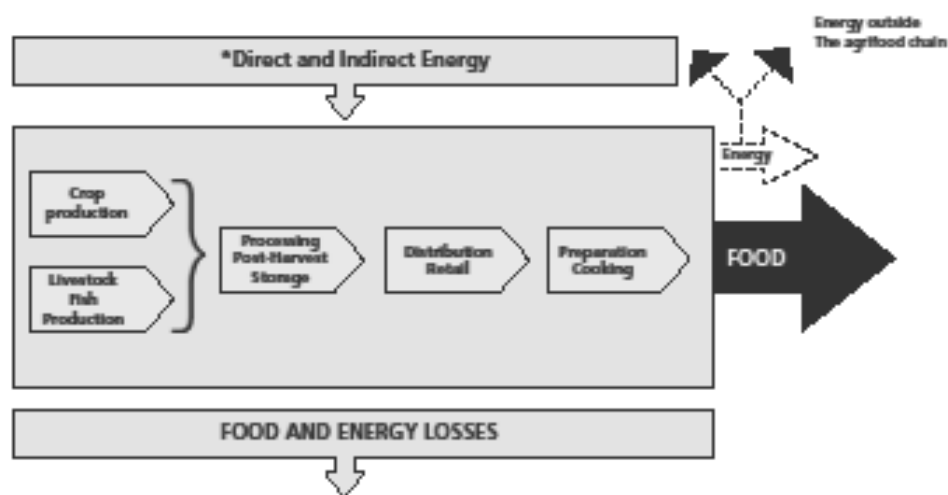 Energy outside
The agrifood chain
*Direct and Indirect Energy
Energy
Crop
production
Livestock
Fish
Production
Processing
Post-Harvest
Storage
Distribution
Retail
Preparation
Cooking
FOOD
FOOD AND ENERGY LOSSES